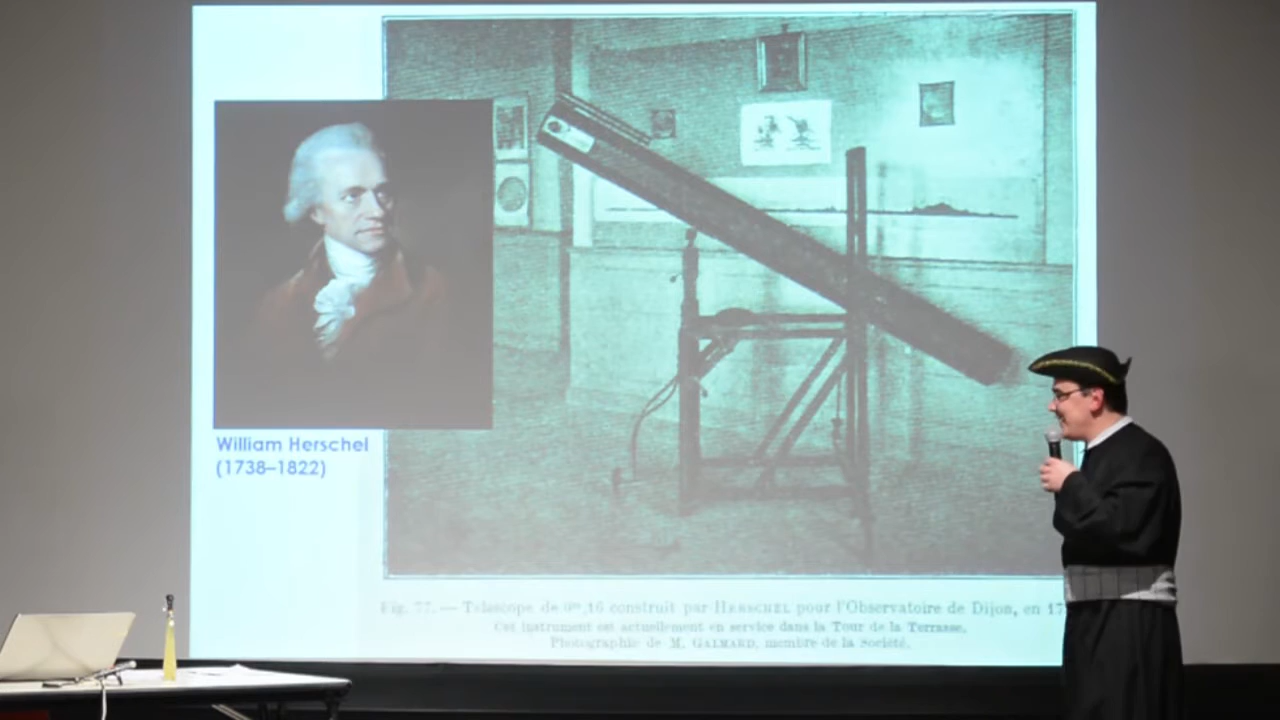 William Herschel
(1738–1822)
Fig. 77. — Télescope de 0ᵐ,16 construit par HERSCHEL pour l'Observatoire de Dijon, en 17
Cet instrument est actuellement en service dans la Tour de la Terrasse.
Photographie de M. GALMARD, membre de la Société.